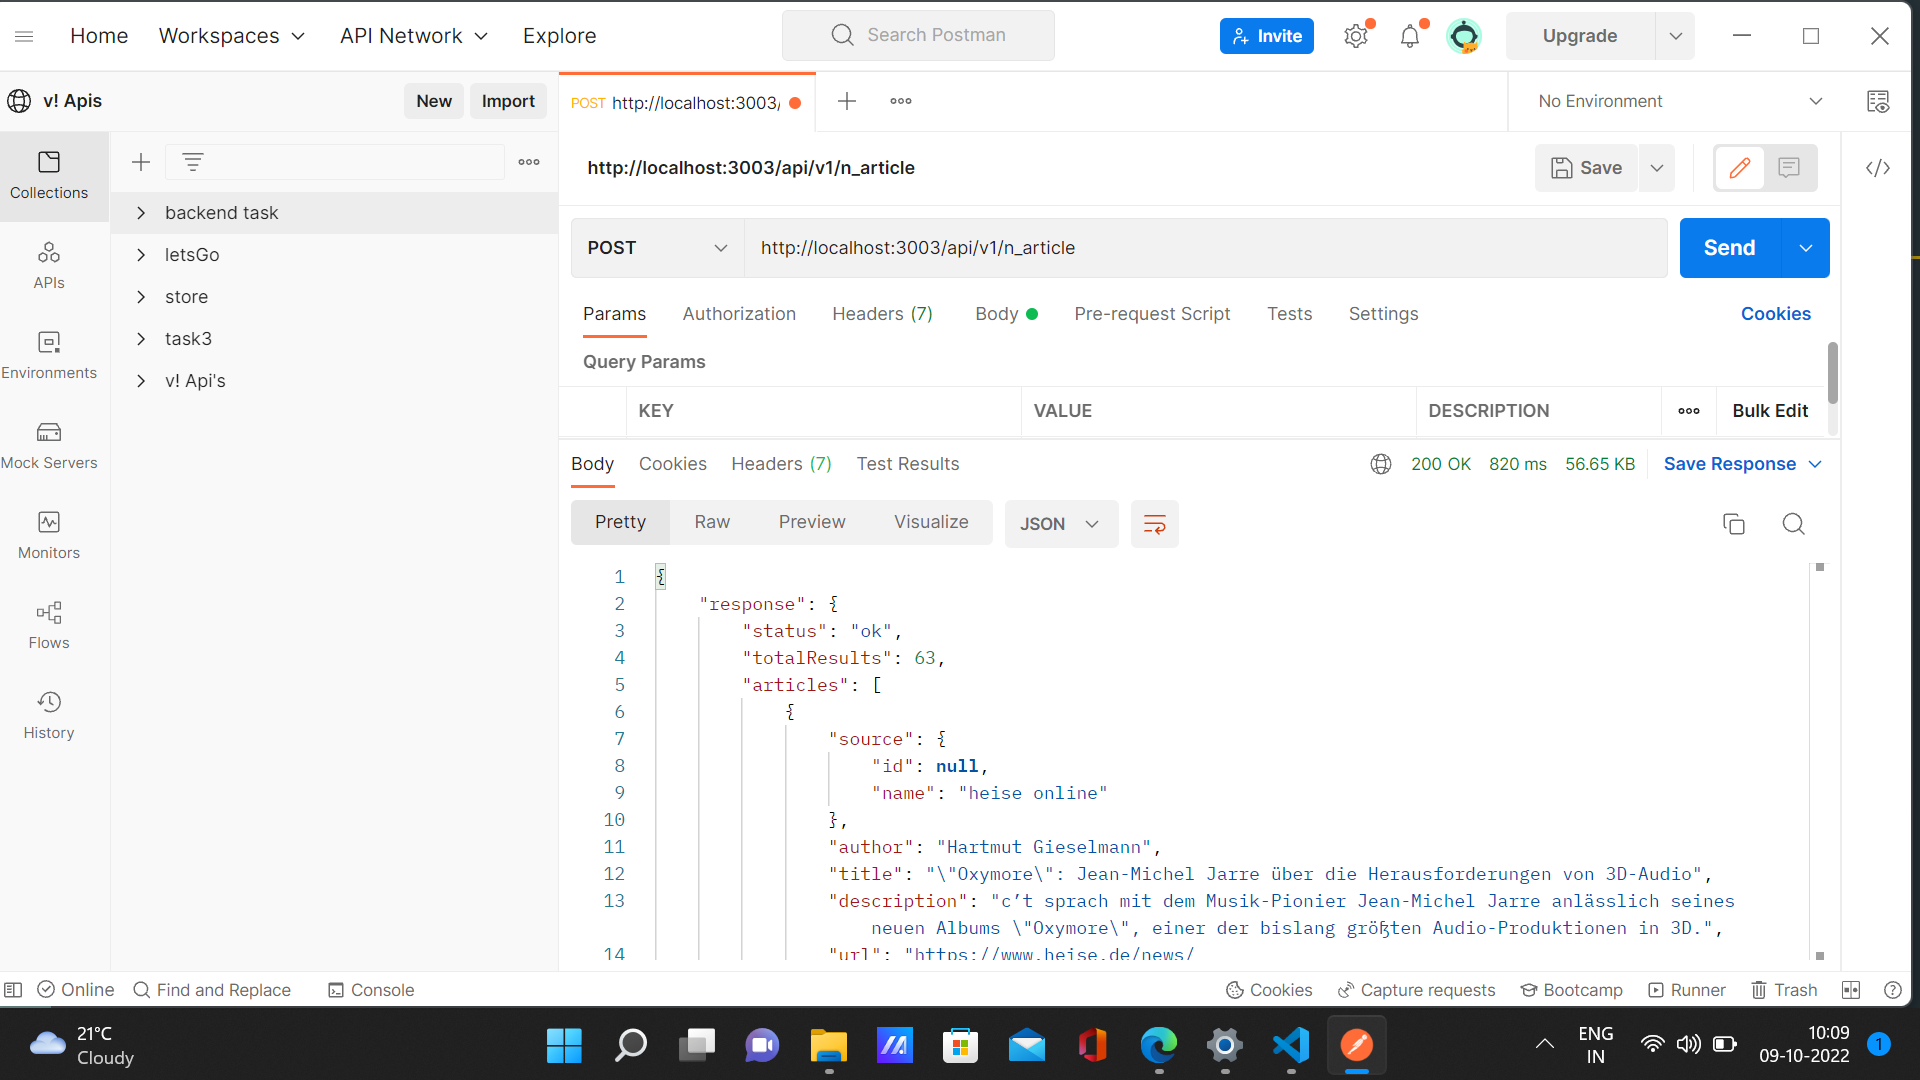 Home Workspaces API Network Explore Search Postman Invite Upgrade
v! Apis New Import POST http://localhost:3003/ No Environment
Collections
APIs
Environments
Mock Servers
Monitors
Flows
History
backend task
letsGo
store
task3
v! Api's
http://localhost:3003/api/v1/n_article Save
POST http://localhost:3003/api/v1/n_article Send
Params Authorization Headers (7) Body Pre-request Script Tests Settings Cookies
Query Params
KEY VALUE DESCRIPTION Bulk Edit
Body Cookies Headers (7) Test Results 200 OK 820 ms 56.65 KB Save Response
Pretty Raw Preview Visualize JSON
1 {
2 "response": {
3 "status": "ok",
4 "totalResults": 63,
5 "articles": [
6 {
7 "source": {
8 "id": null,
9 "name": "heise online"
10 },
11 "author": "Hartmut Gieselmann",
12 "title": "\"Oxymore\": Jean-Michel Jarre über die Herausforderungen von 3D-Audio",
13 "description": "c’t sprach mit dem Musik-Pionier Jean-Michel Jarre anlässlich seines
neuen Albums \"Oxymore\", einer der bislang größten Audio-Produktionen in 3D.",
14 "url": "https://www.heise.de/news/
Online Find and Replace Console Cookies Capture requests Bootcamp Runner Trash
21°C
Cloudy
ENG
IN
10:09
09-10-2022
1